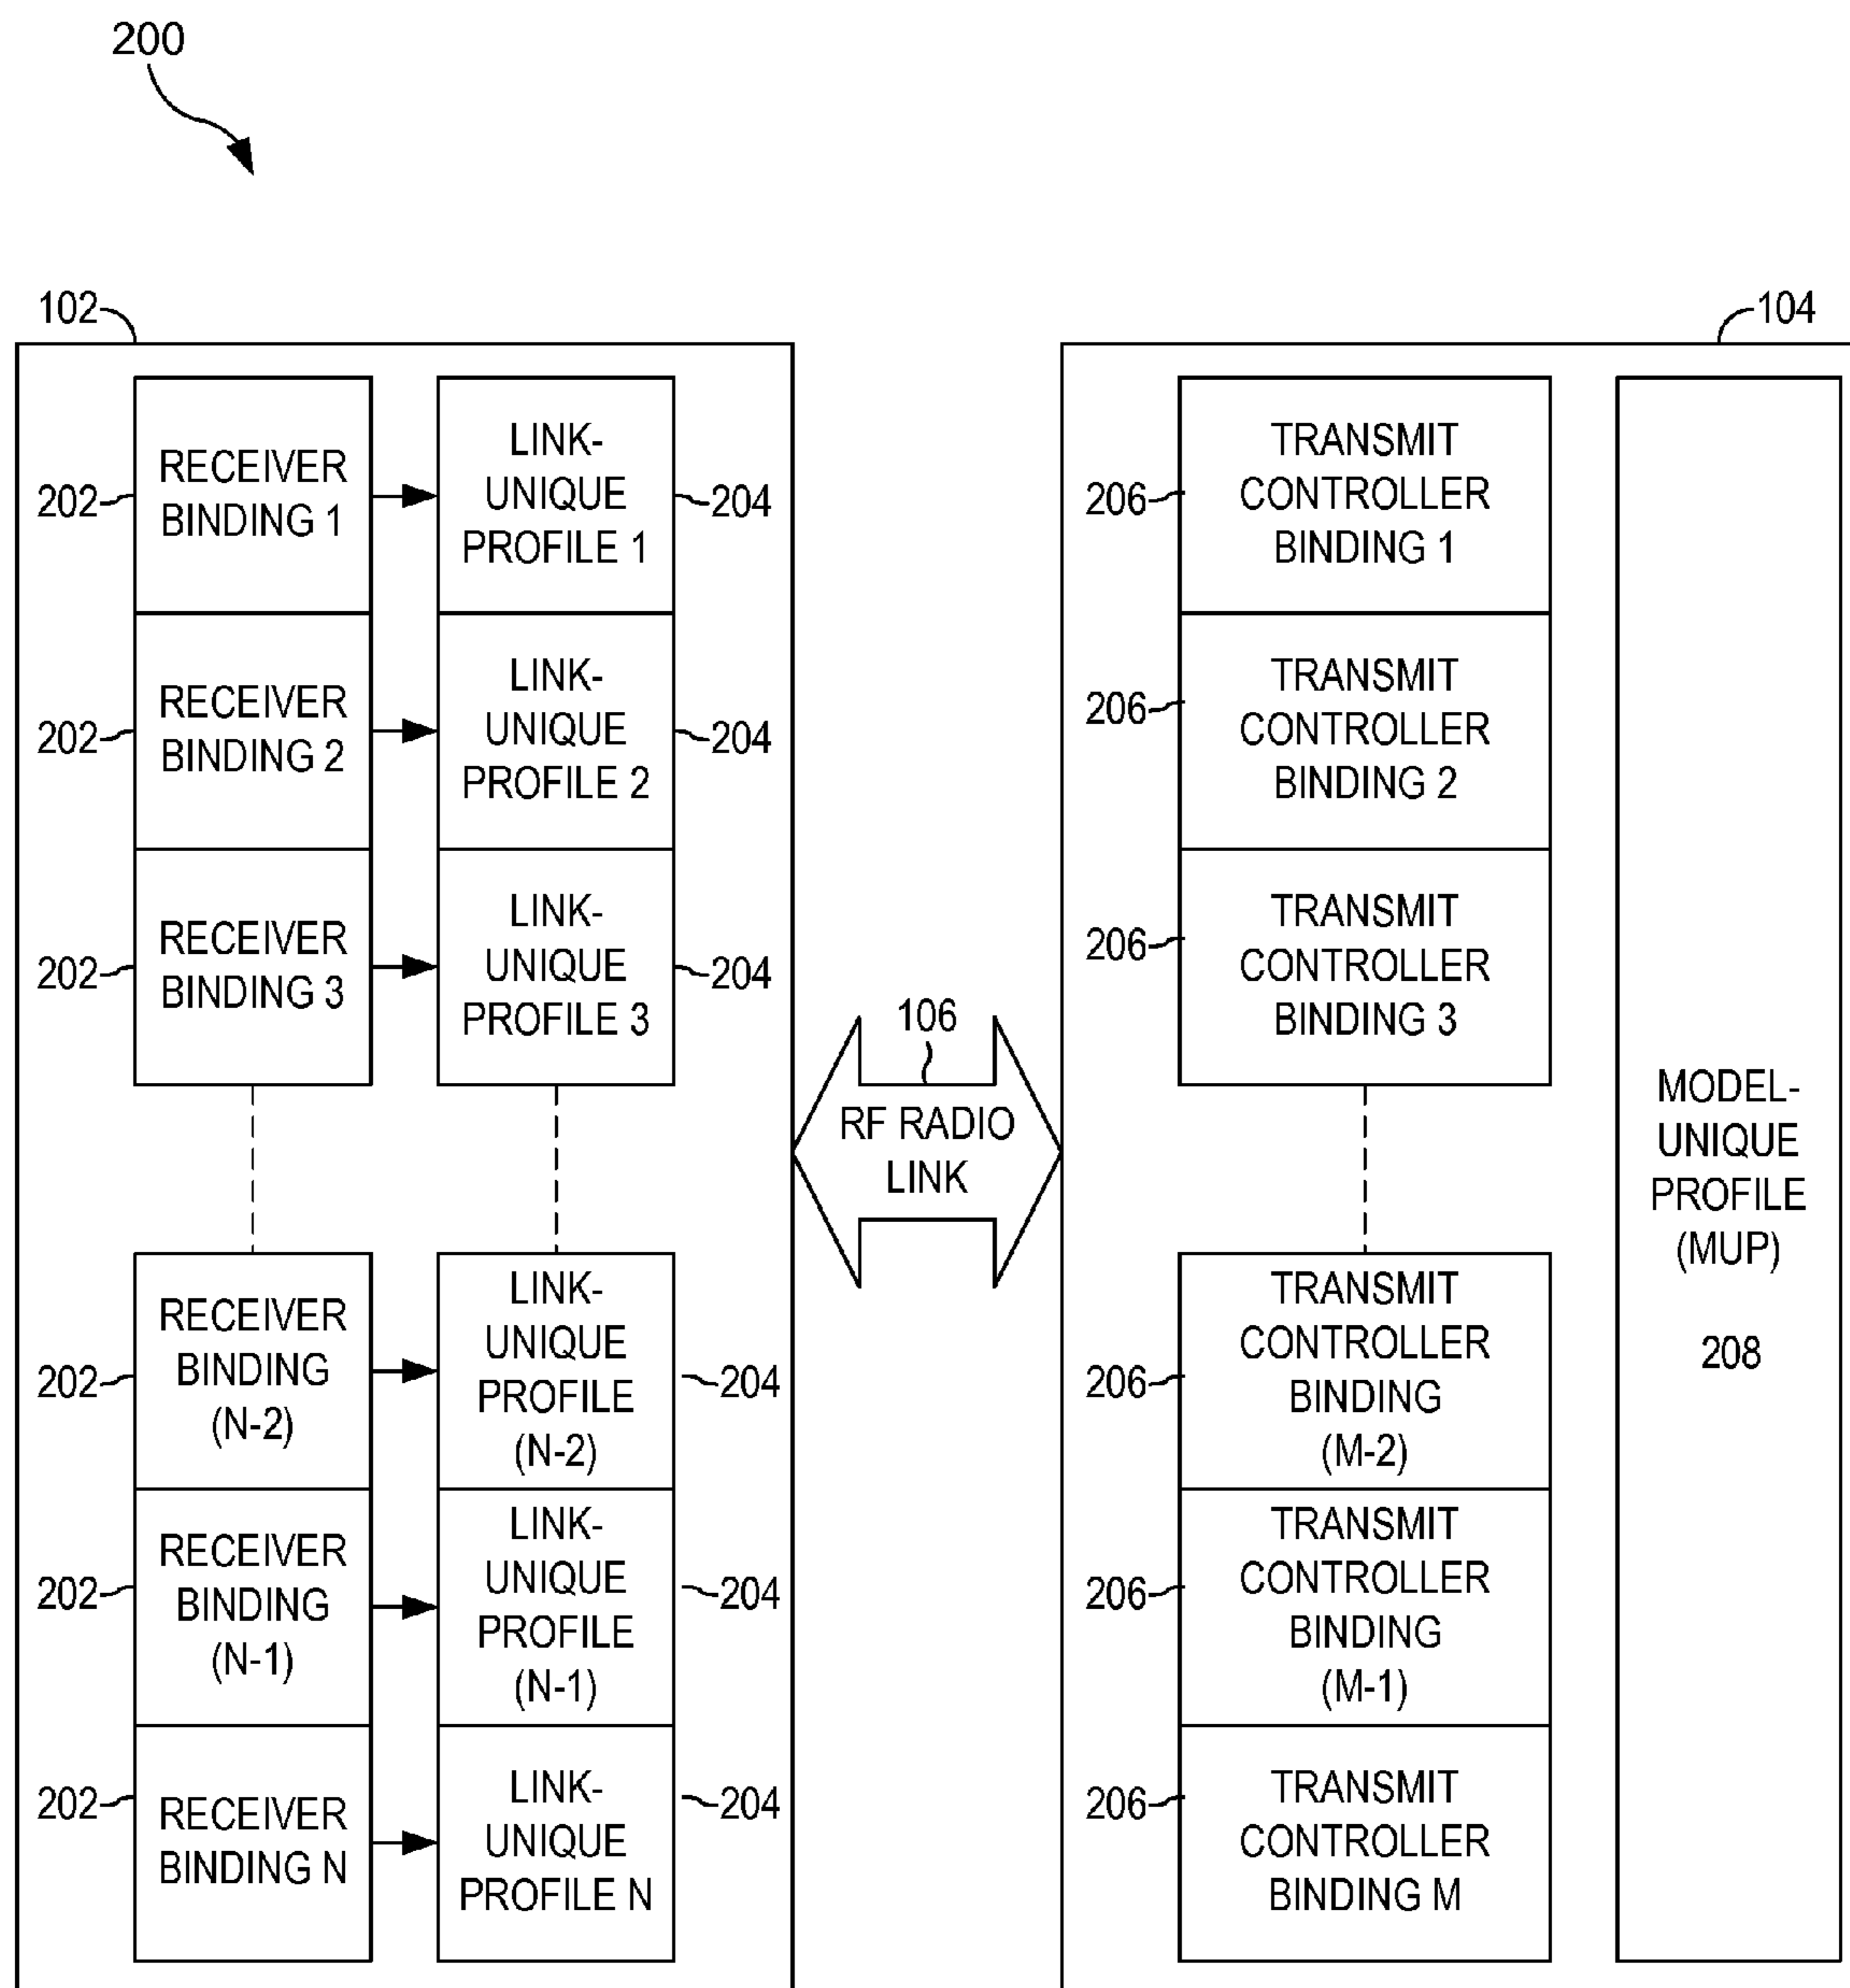 200
102
104
202
RECEIVER
BINDING 1
LINK-
UNIQUE
PROFILE 1
204
206
TRANSMIT
CONTROLLER
BINDING 1
202
RECEIVER
BINDING 2
LINK-
UNIQUE
PROFILE 2
204
206
TRANSMIT
CONTROLLER
BINDING 2
202
RECEIVER
BINDING 3
LINK-
UNIQUE
PROFILE 3
204
206
TRANSMIT
CONTROLLER
BINDING 3
106
RF RADIO
LINK
MODEL-
UNIQUE
PROFILE
(MUP)
208
202
RECEIVER
BINDING
(N-2)
LINK-
UNIQUE
PROFILE
(N-2)
204
206
TRANSMIT
CONTROLLER
BINDING
(M-2)
202
RECEIVER
BINDING
(N-1)
LINK-
UNIQUE
PROFILE
(N-1)
204
206
TRANSMIT
CONTROLLER
BINDING
(M-1)
202
RECEIVER
BINDING N
LINK-
UNIQUE
PROFILE N
204
206
TRANSMIT
CONTROLLER
BINDING M